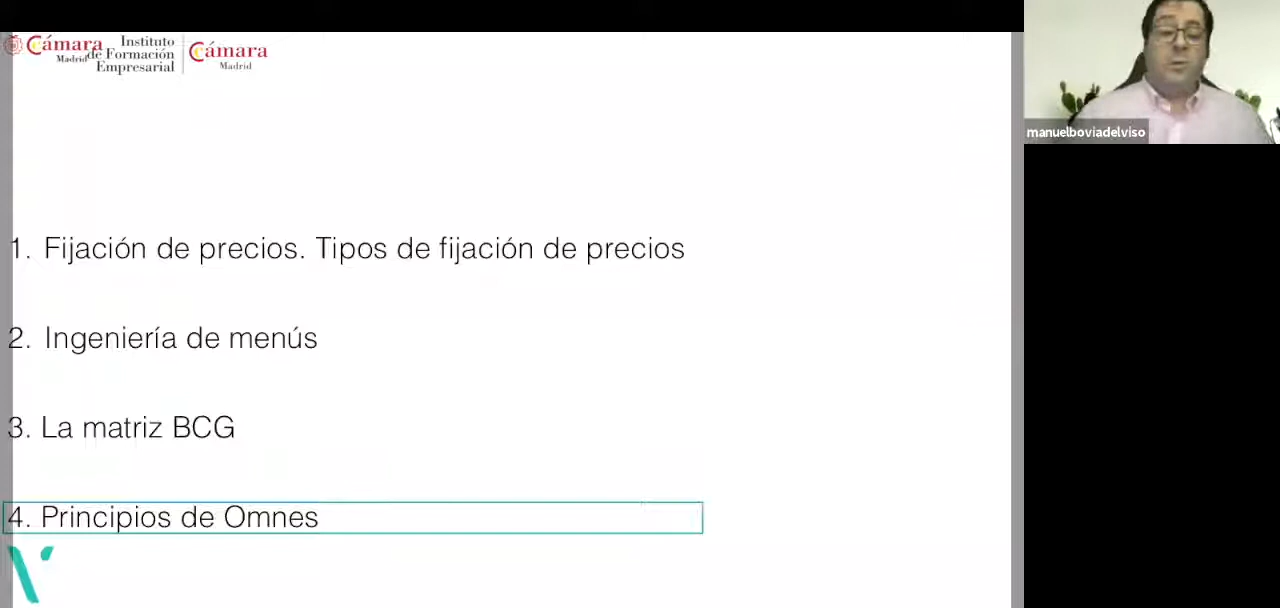 Cámara
Madrid
Instituto
de Formación
Empresarial
Cámara
Madrid
manuelboviadelviso
1. Fijación de precios. Tipos de fijación de precios
2. Ingeniería de menús
3. La matriz BCG
4. Principios de Omnes